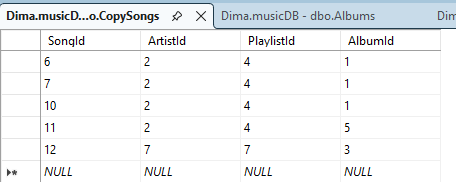 Dima.musicD...o.CopySongs Dima.musicDB - dbo.Albums Dim
SongId ArtistId PlaylistId AlbumId
6 2 4 1
7 2 4 1
10 2 4 1
11 2 4 5
12 7 7 3
NULL NULL NULL NULL